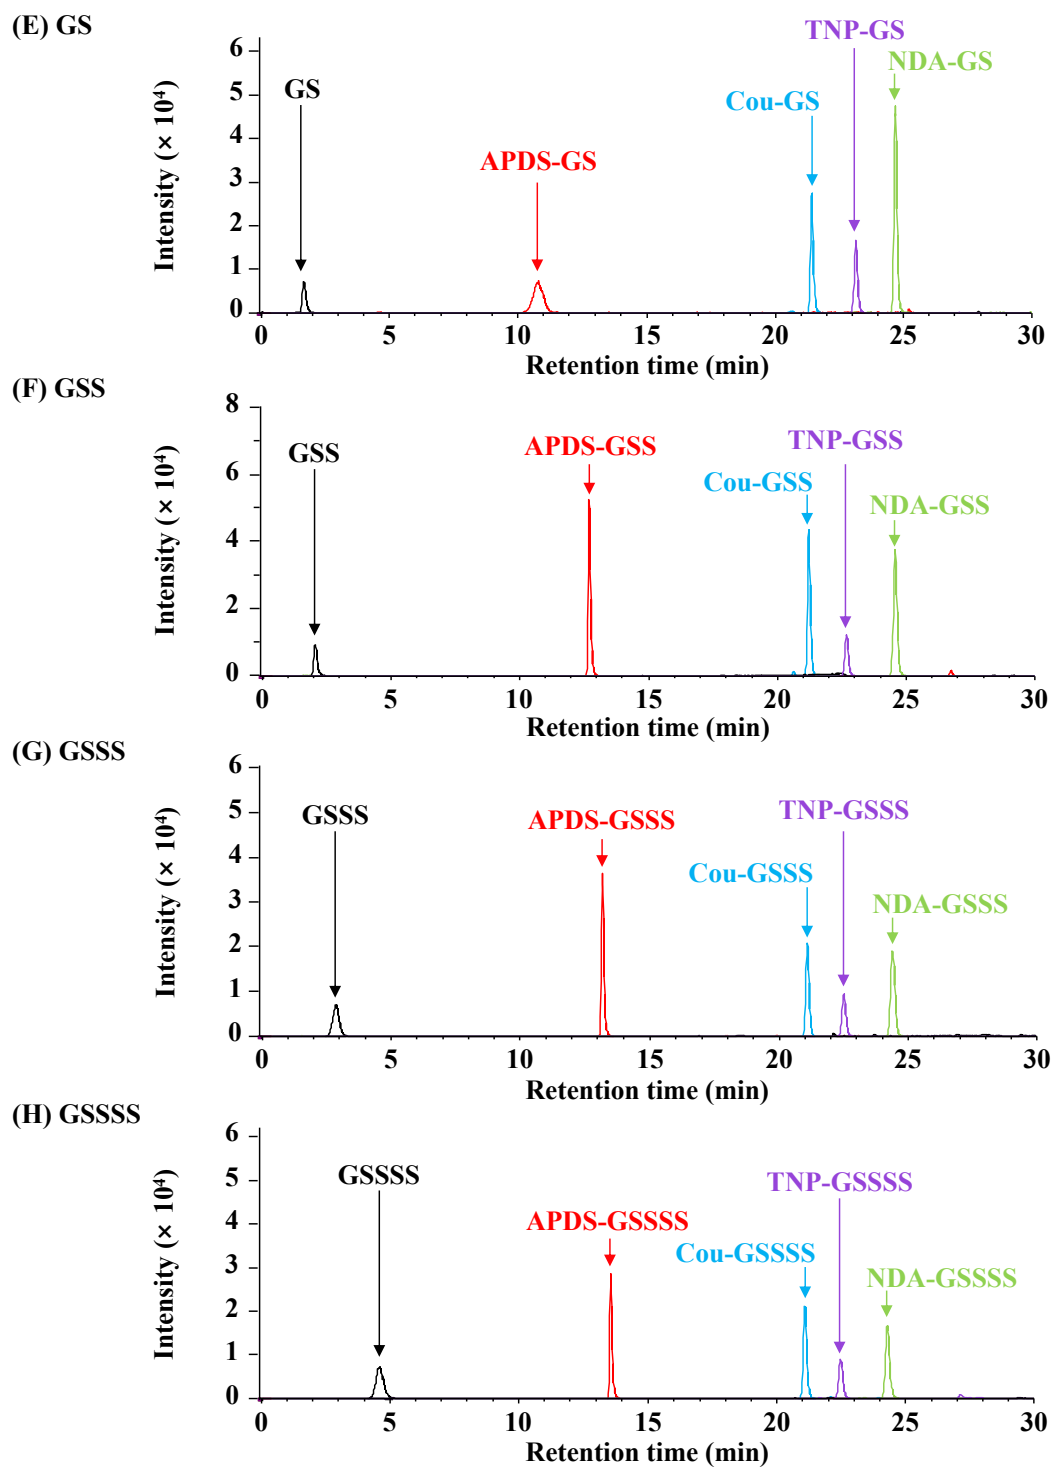 (E) GS
TNP-GS
NDA-GS
GS
Cou-GS
APDS-GS
Intensity (× 10⁴)
6
5
4
3
2
1
0
0 5 10 15 20 25 30
Retention time (min)
(F) GSS
TNP-GSS
APDS-GSS
GSS
Cou-GSS
NDA-GSS
Intensity (× 10⁴)
8
6
4
2
0
0 5 10 15 20 25 30
Retention time (min)
(G) GSSS
GSSS
APDS-GSSS
TNP-GSSS
Cou-GSSS
NDA-GSSS
Intensity (× 10⁴)
6
5
4
3
2
1
0
0 5 10 15 20 25 30
Retention time (min)
(H) GSSSS
GSSSS
TNP-GSSSS
APDS-GSSSS
Cou-GSSSS
NDA-GSSSS
Intensity (× 10⁴)
6
5
4
3
2
1
0
0 5 10 15 20 25 30
Retention time (min)